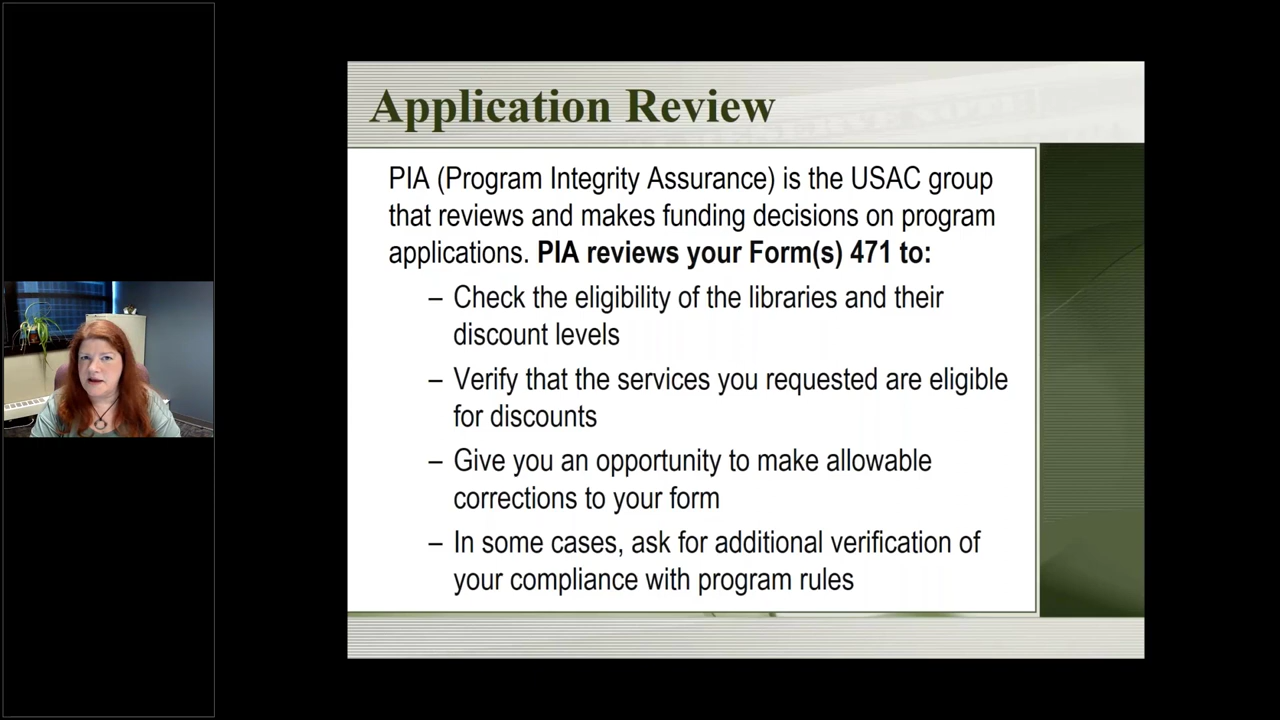 Application Review
PIA (Program Integrity Assurance) is the USAC group
that reviews and makes funding decisions on program
applications. PIA reviews your Form(s) 471 to:
– Check the eligibility of the libraries and their
discount levels
– Verify that the services you requested are eligible
for discounts
– Give you an opportunity to make allowable
corrections to your form
– In some cases, ask for additional verification of
your compliance with program rules